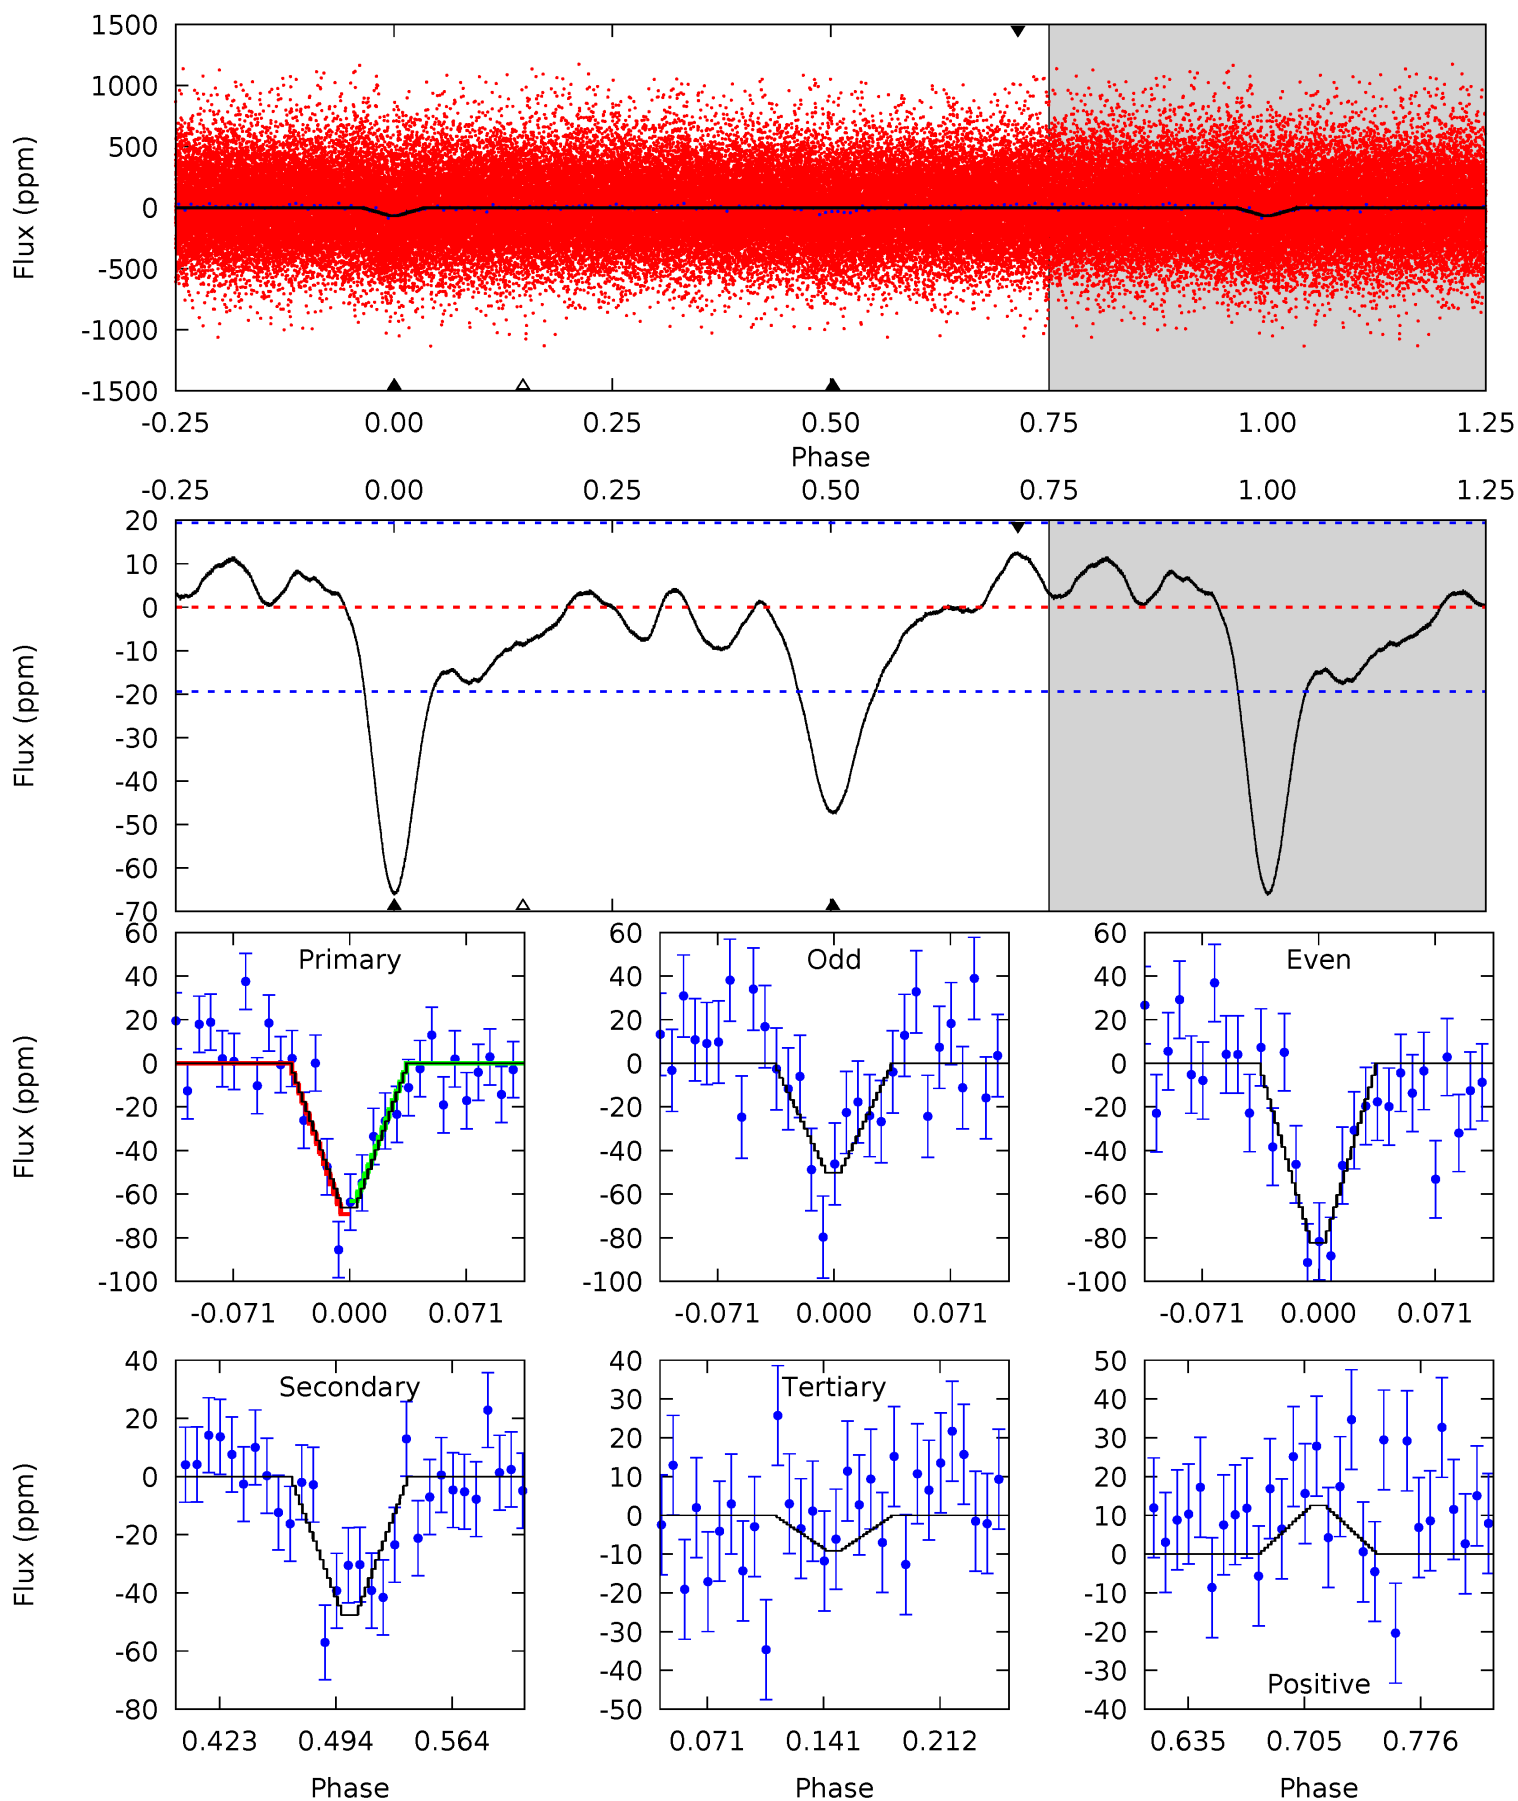 1500
1000
500
0
-500
-1000
-1500
Flux (ppm)
-0.25 0.00 0.25 0.50 0.75 1.00 1.25
Phase
-0.25 0.00 0.25 0.50 0.75 1.00 1.25
20
10
0
-10
-20
-30
-40
-50
-60
-70
Flux (ppm)
60 60 60
Primary Odd Even
40 40 40
20 20 20
0 0 0
-20 -20 -20
-40 -40 -40
-60 -60 -60
-80 -80 -80
-100 -100 -100
Flux (ppm)
-0.071 0.000 0.071 -0.071 0.000 0.071 -0.071 0.000 0.071
Secondary
40
20
0
-20
-40
-60
-80
Flux (ppm)
0.423 0.494 0.564
Phase
Tertiary
40
30
20
10
0
-10
-20
-30
-40
-50
0.071 0.141 0.212
Phase
50
40
30
20
10
0
-10
-20
-30
-40
Positive
0.635 0.705 0.776
Phase